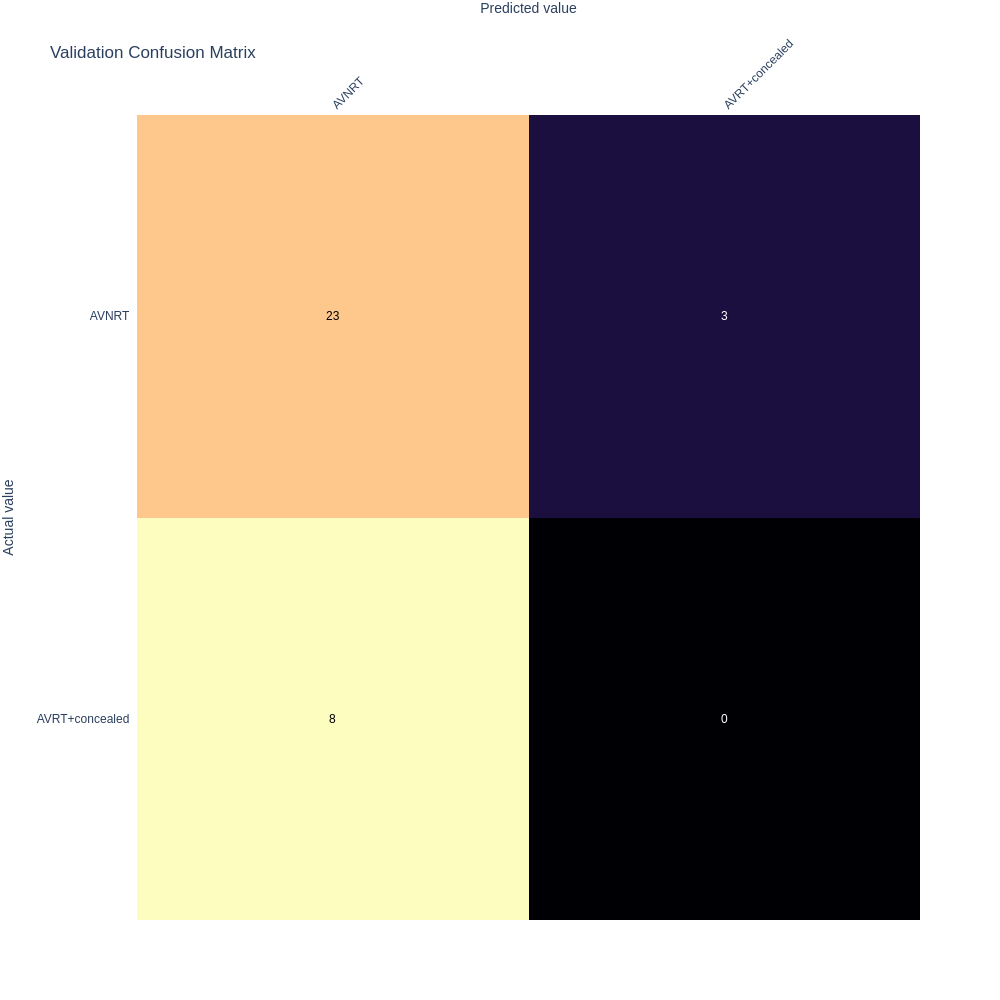 Predicted value
Validation Confusion Matrix
AVNRT
AVRT+concealed
AVNRT
23
3
Actual value
AVRT+concealed
8
0